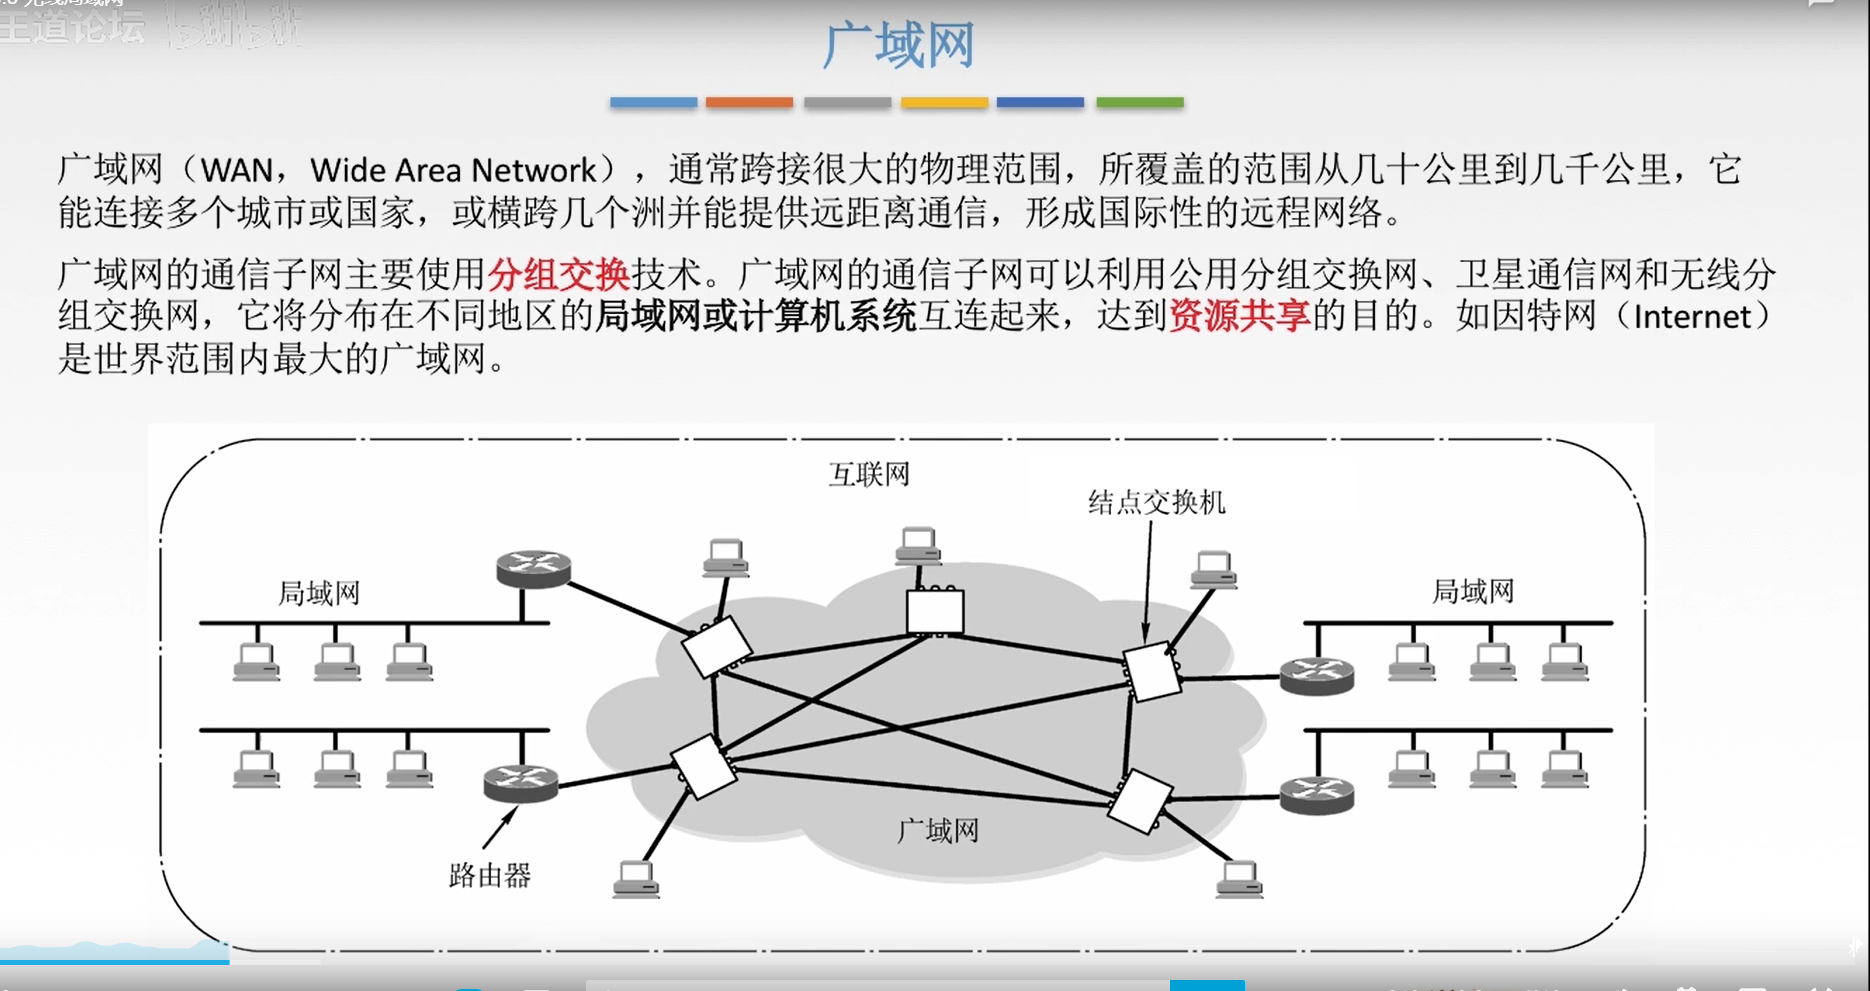 王道论坛 bilibili
广域网
广域网（WAN，Wide Area Network），通常跨接很大的物理范围，所覆盖的范围从几十公里到几千公里，它
能连接多个城市或国家，或横跨几个洲并能提供远距离通信，形成国际性的远程网络。
广域网的通信子网主要使用分组交换技术。广域网的通信子网可以利用公用分组交换网、卫星通信网和无线分
组交换网，它将分布在不同地区的局域网或计算机系统互连起来，达到资源共享的目的。如因特网（Internet）
是世界范围内最大的广域网。
互联网
结点交换机
局域网
局域网
广域网
路由器